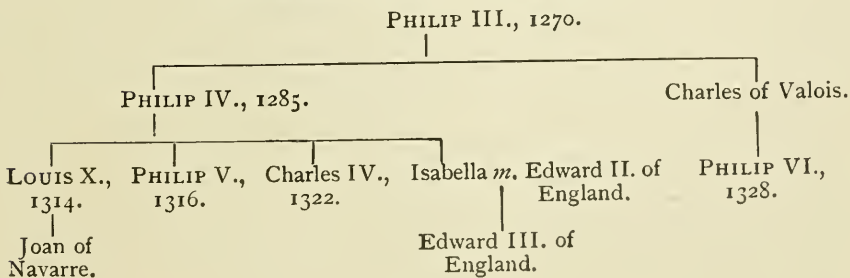 PHILIP III., 1270.
PHILIP IV., 1285.
Charles of Valois.
LOUIS X.,
1314.
PHILIP V.,
1316.
Charles IV.,
1322.
Isabella m. Edward II. of
England.
PHILIP VI.,
1328.
Joan of
Navarre.
Edward III. of
England.